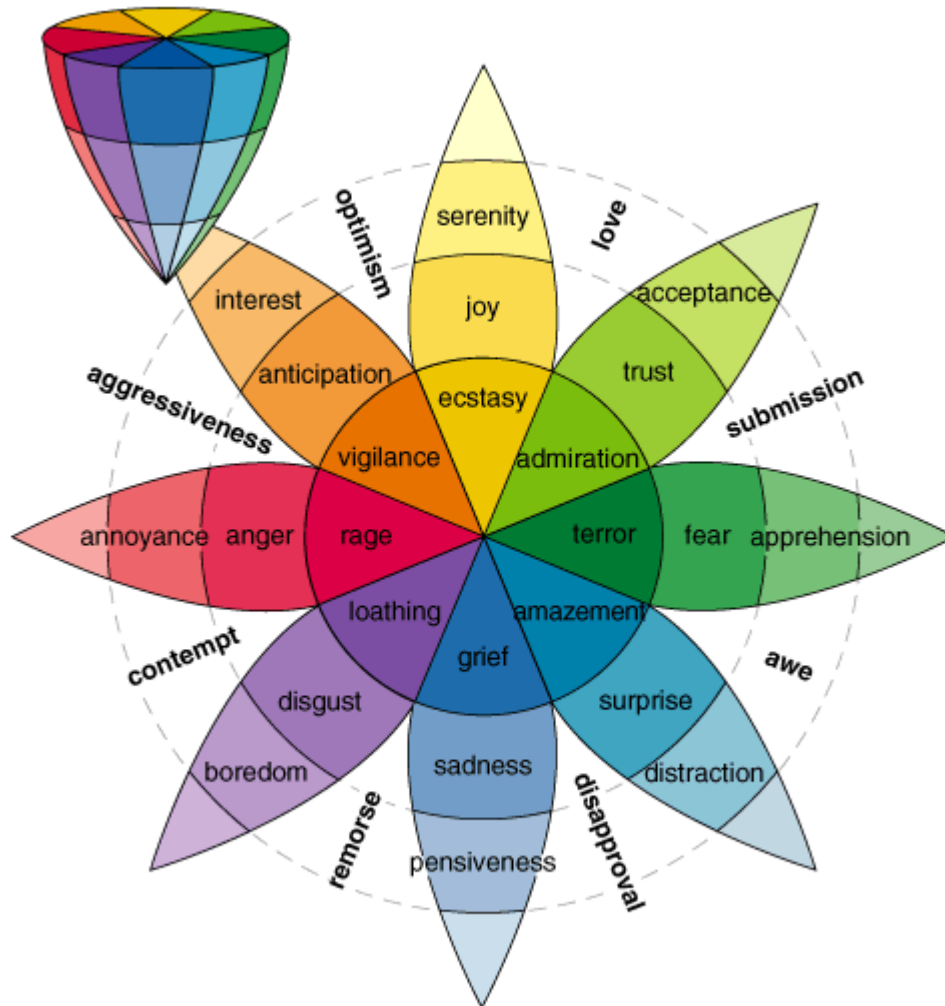 optimism
serenity
love
interest
joy
acceptance
anticipation
trust
aggressiveness
ecstasy
submission
vigilance
admiration
annoyance
anger
rage
terror
fear
apprehension
loathing
amazement
contempt
grief
awe
disgust
surprise
boredom
sadness
distraction
remorse
pensiveness
disapproval